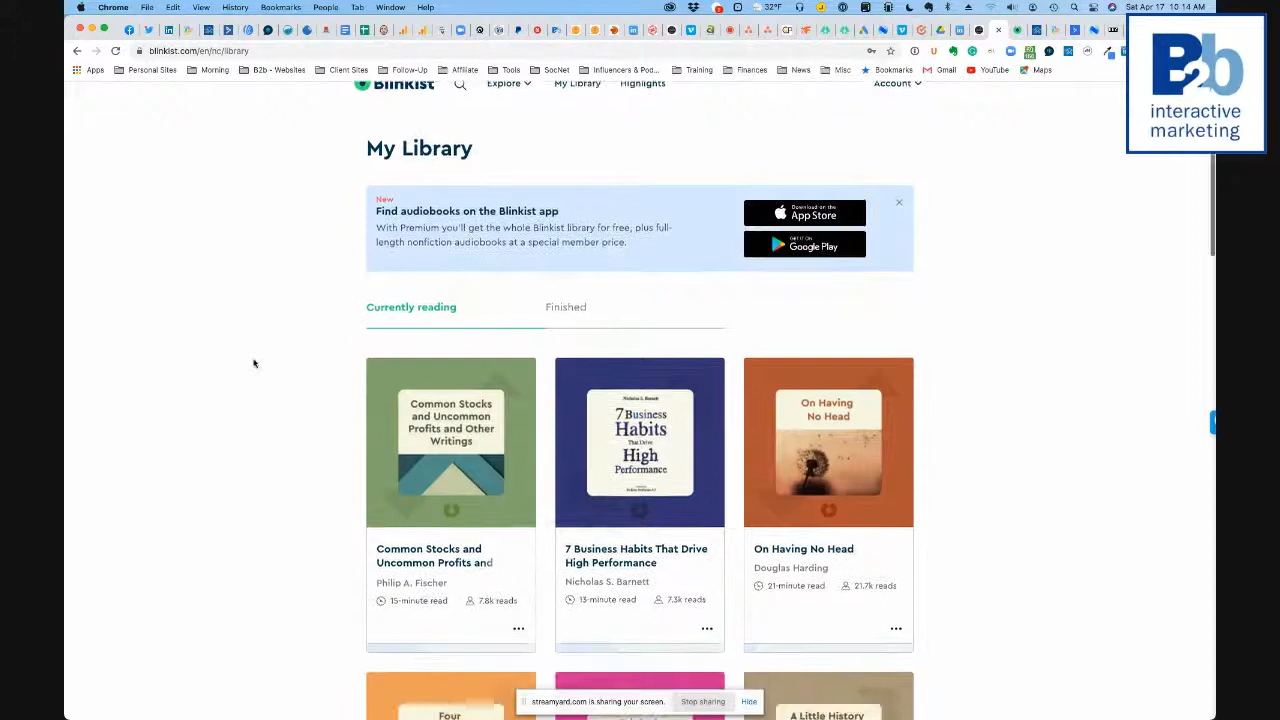 Chrome File Edit View History Bookmarks People Tab Window Help
32°F
Sat Apr 17 10:14 AM
B2b
interactive
marketing
blinkist.com/en/nc/library
Apps Personal Sites Morning B2b - Websites Client Sites Follow-Up Affiliate Tools SocNet Influencers & Pod... Training Finances News Misc Bookmarks Gmail YouTube Maps
Blinkist Explore My Library Highlights Account
My Library
New
Find audiobooks on the Blinkist app
With Premium you'll get the whole Blinkist library for free, plus full-
length nonfiction audiobooks at a special member price.
Download on the
App Store
GET IT ON
Google Play
Currently reading Finished
Common Stocks
and Uncommon
Profits and Other
Writings
Nicholas S. Barnett
7 Business
Habits
That Drive
High
Performance
On Having
No Head
Common Stocks and
Uncommon Profits and
Philip A. Fischer
15-minute read 7.8k reads
7 Business Habits That Drive
High Performance
Nicholas S. Barnett
13-minute read 7.3k reads
On Having No Head
Douglas Harding
21-minute read 21.7k reads
Four
A Little History
streamyard.com is sharing your screen. Stop sharing Hide